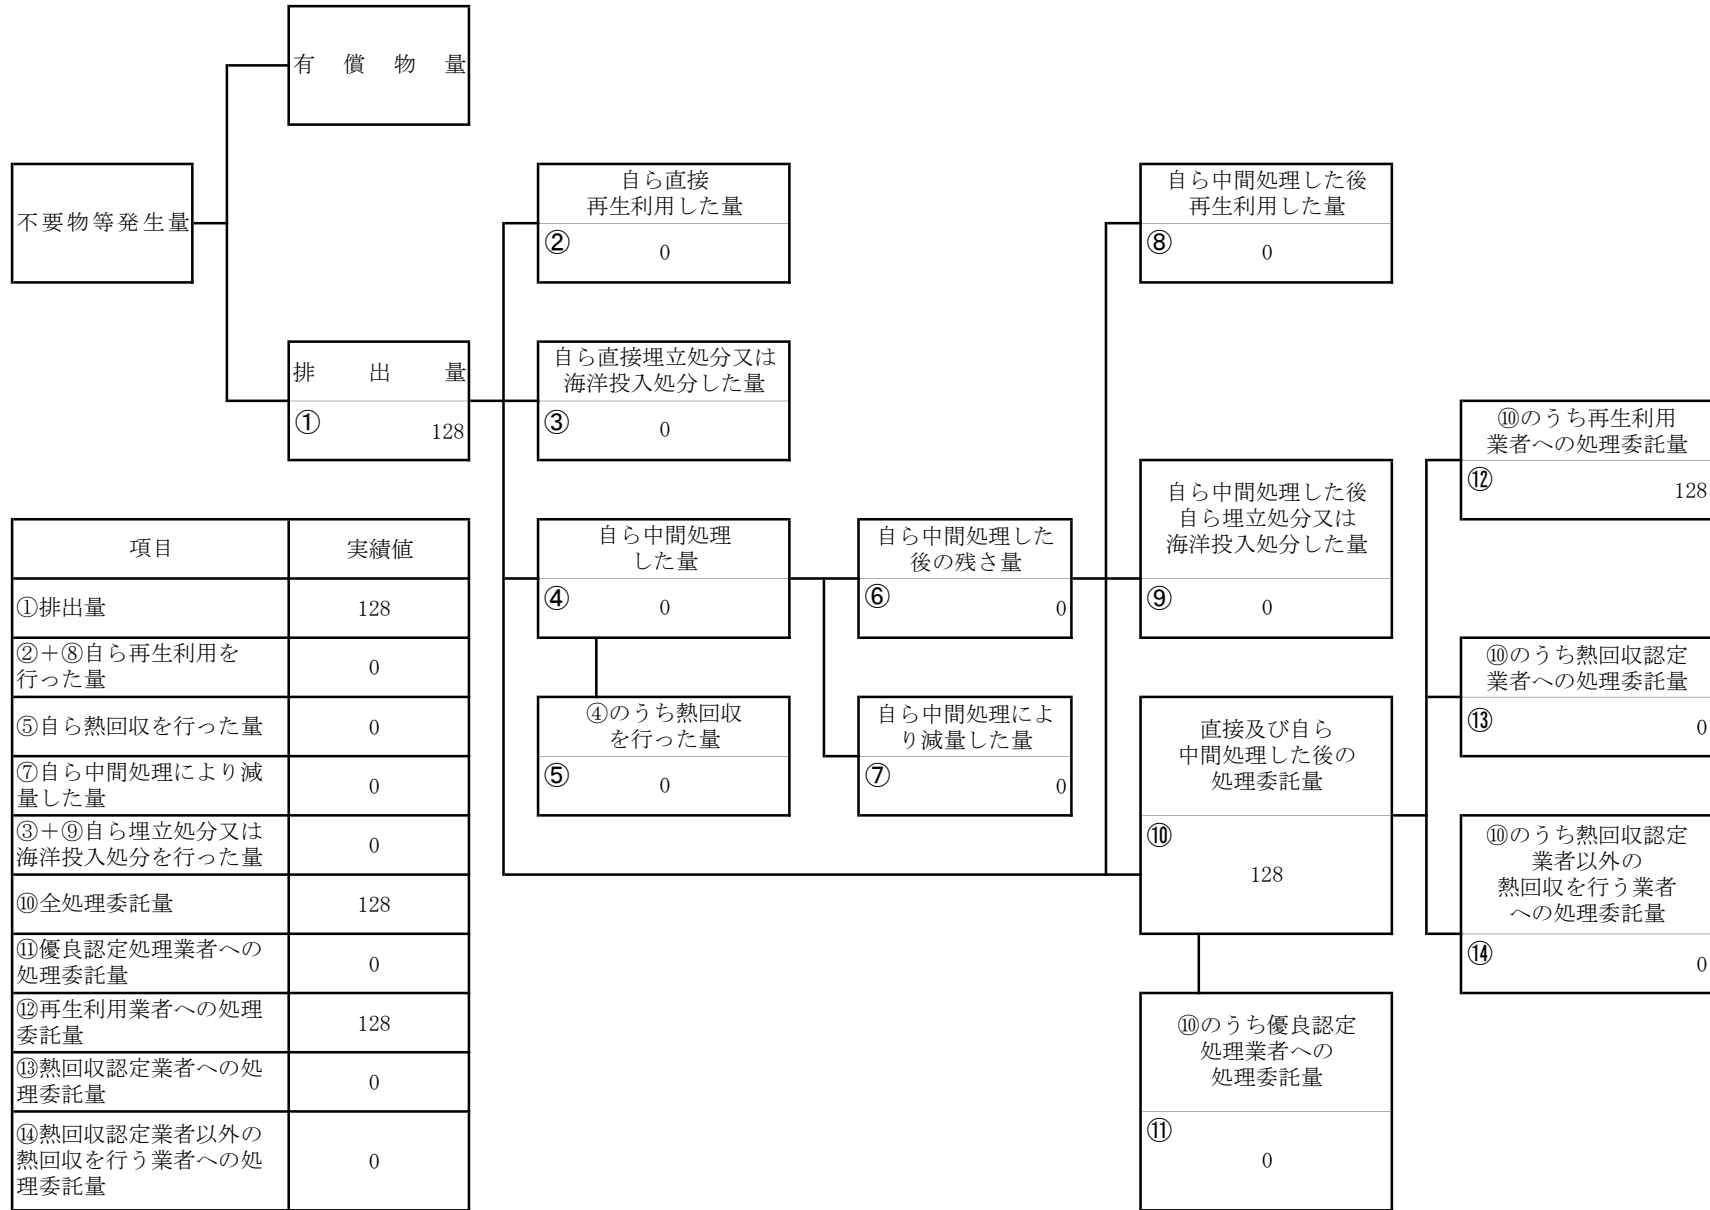 有償物量
不要物等発生量
自ら直接
再生利用した量
②
0
自ら中間処理した後
再生利用した量
⑧
0
排出量
①
128
自ら直接埋立処分又は
海洋投入処分した量
③
0
⑩のうち再生利用
業者への処理委託量
⑫
128
自ら中間処理
した量
④
0
自ら中間処理した
後の残さ量
⑥
0
自ら中間処理した後
自ら埋立処分又は
海洋投入処分した量
⑨
0
④のうち熱回収
を行った量
⑤
0
自ら中間処理によ
り減量した量
⑦
0
直接及び自ら
中間処理した後の
処理委託量
⑩
128
⑩のうち熱回収認定
業者への処理委託量
⑬
0
⑩のうち熱回収認定
業者以外の
熱回収を行う業者
への処理委託量
⑭
0
⑩のうち優良認定
処理業者への
処理委託量
⑪
0
項目 実績値
①排出量 128
②+⑧自ら再生利用を
行った量 0
⑤自ら熱回収を行った量 0
⑦自ら中間処理により減
量した量 0
③+⑨自ら埋立処分又は
海洋投入処分を行った量 0
⑩全処理委託量 128
⑪優良認定処理業者への
処理委託量 0
⑫再生利用業者への処理
委託量 128
⑬熱回収認定業者への処
理委託量 0
⑭熱回収認定業者以外の
熱回収を行う業者への処
理委託量 0